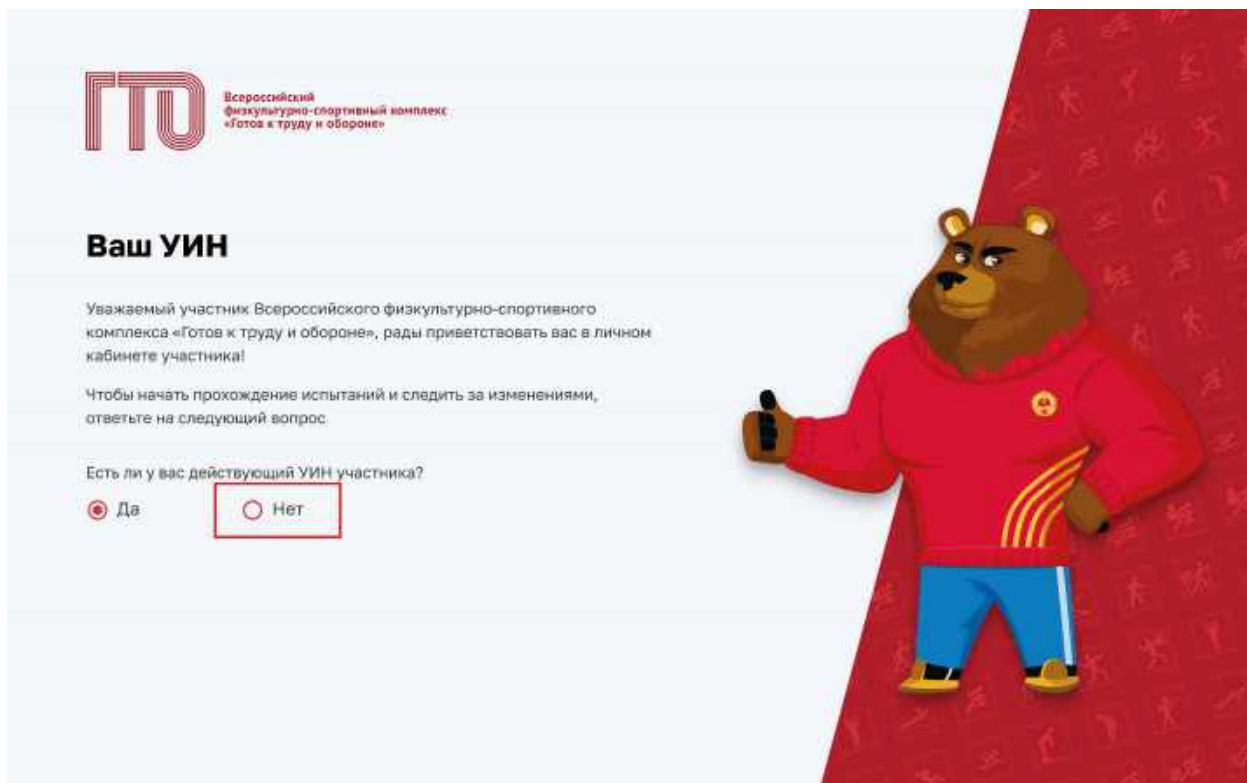 ГТО
Всероссийский
физкультурно-спортивный комплекс
«Готов к труду и обороне»
Ваш УИН
Уважаемый участник Всероссийского физкультурно-спортивного
комплекса «Готов к труду и обороне», рады приветствовать вас в личном
кабинете участника!
Чтобы начать прохождение испытаний и следить за изменениями,
ответьте на следующий вопрос
Есть ли у вас действующий УИН участника?
Да
Нет